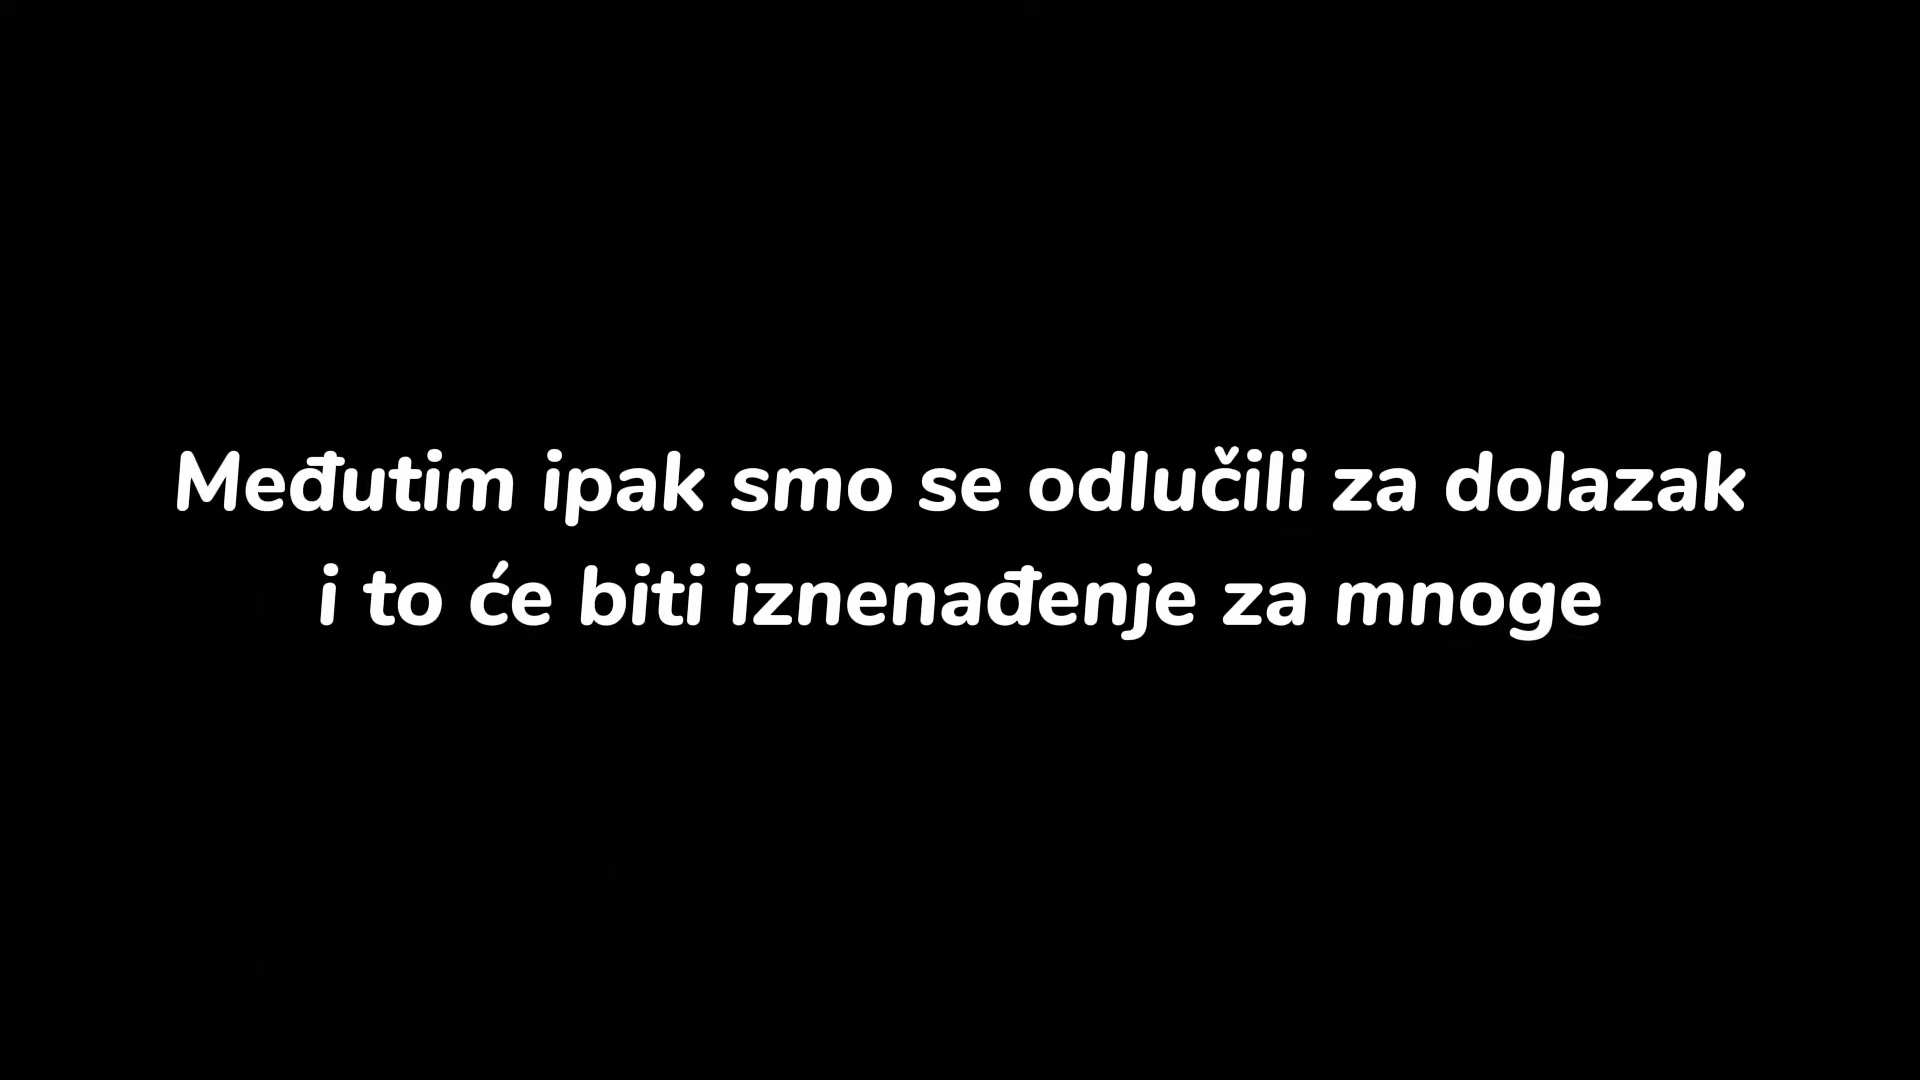 Međutim ipak smo se odlučili za dolazak
i to će biti iznenađenje za mnoge